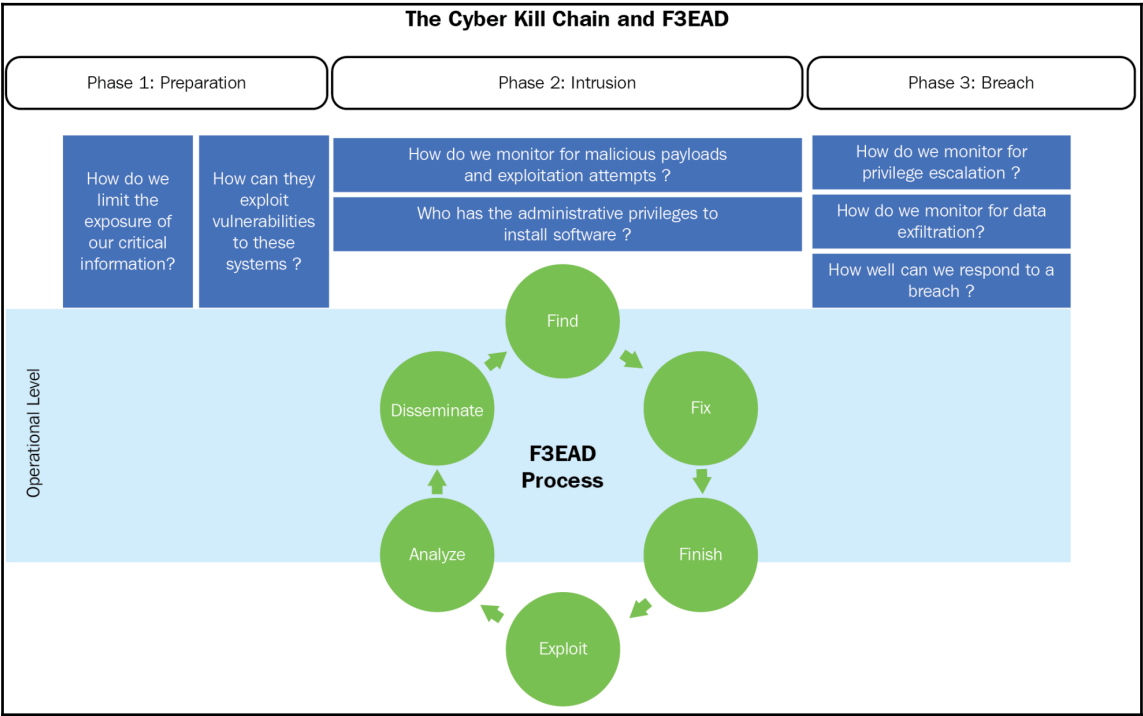 The Cyber Kill Chain and F3EAD
Phase 1: Preparation
Phase 2: Intrusion
Phase 3: Breach
How do we
limit the
exposure of
our critical
information?
How can they
exploit
vulnerabilities
to these
systems ?
How do we monitor for malicious payloads
and exploitation attempts ?
Who has the administrative privileges to
install software ?
How do we monitor for
privilege escalation ?
How do we monitor for data
exfiltration?
How well can we respond to a
breach ?
Operational Level
Find
Fix
Finish
Exploit
Analyze
Disseminate
F3EAD
Process